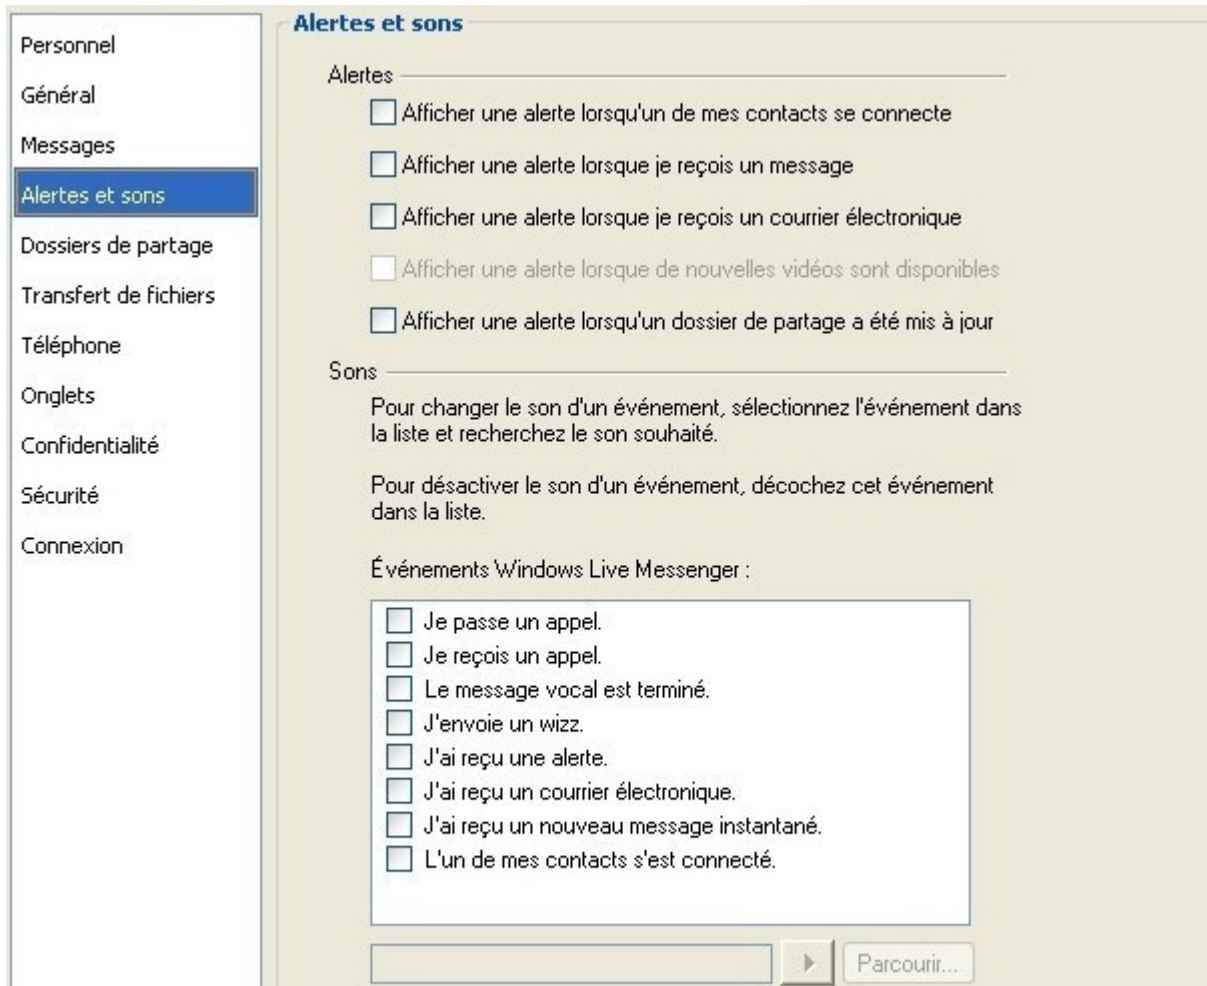 Personnel
Général
Messages
Alertes et sons
Dossiers de partage
Transfert de fichiers
Téléphone
Onglets
Confidentialité
Sécurité
Connexion
Alertes et sons
Alertes
Afficher une alerte lorsqu'un de mes contacts se connecte
Afficher une alerte lorsque je reçois un message
Afficher une alerte lorsque je reçois un courrier électronique
Afficher une alerte lorsque de nouvelles vidéos sont disponibles
Afficher une alerte lorsqu'un dossier de partage a été mis à jour
Sons
Pour changer le son d'un événement, sélectionnez l'événement dans
la liste et recherchez le son souhaité.
Pour désactiver le son d'un événement, décochez cet événement
dans la liste.
Événements Windows Live Messenger :
Je passe un appel.
Je reçois un appel.
Le message vocal est terminé.
J'envoie un wizz.
J'ai reçu une alerte.
J'ai reçu un courrier électronique.
J'ai reçu un nouveau message instantané.
L'un de mes contacts s'est connecté.
Parcourir...